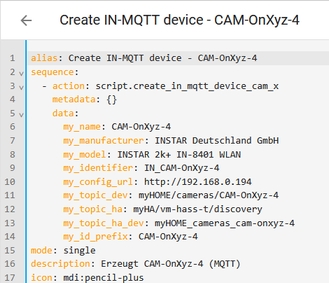 Create IN-MQTT device - CAM-OnXyz-4
1 alias: Create IN-MQTT device - CAM-OnXyz-4
2 sequence:
3 - action: script.create_in_mqtt_device_cam_x
4 metadata: {}
5 data:
6 my_name: CAM-OnXyz-4
7 my_manufacturer: INSTAR Deutschland GmbH
8 my_model: INSTAR 2k+ IN-8401 WLAN
9 my_identifier: IN_CAM-OnXyz-4
10 my_config_url: http://192.168.0.194
11 my_topic_dev: myHOME/cameras/CAM-OnXyz-4
12 my_topic_ha: myHA/vm-hass-t/discovery
13 my_topic_ha_dev: myHOME_cameras_cam-onxyz-4
14 my_id_prefix: CAM-OnXyz-4
15 mode: single
16 description: Erzeugt CAM-OnXyz-4 (MQTT)
17 icon: mdi:pencil-plus